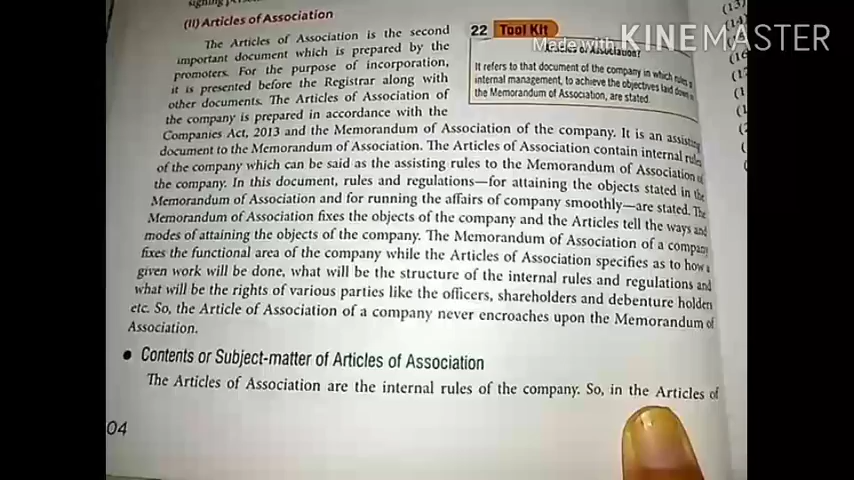 (II) Articles of Association
The Articles of Association is the second
important document which is prepared by the
promoters. For the purpose of incorporation,
it is presented before the Registrar along with
other documents. The Articles of Association of
the company is prepared in accordance with the
Companies Act, 2013 and the Memorandum of Association of the company. It is an assisting
document to the Memorandum of Association. The Articles of Association contain internal rules
of the company which can be said as the assisting rules to the Memorandum of Association of
the company. In this document, rules and regulations—for attaining the objects stated in the
Memorandum of Association and for running the affairs of company smoothly—are stated. The
Memorandum of Association fixes the objects of the company and the Articles tell the ways and
modes of attaining the objects of the company. The Memorandum of Association of a company
fixes the functional area of the company while the Articles of Association specifies as to how a
given work will be done, what will be the structure of the internal rules and regulations and
what will be the rights of various parties like the officers, shareholders and debenture holders
etc. So, the Article of Association of a company never encroaches upon the Memorandum of
Association.
22 Tool Kit
Articles of Association?
It refers to that document of the company in which rules
internal management, to achieve the objectives laid down
the Memorandum of Association, are stated.
• Contents or Subject-matter of Articles of Association
The Articles of Association are the internal rules of the company. So, in the Articles of
04
Made with KINEMASTER
(13)
(14)